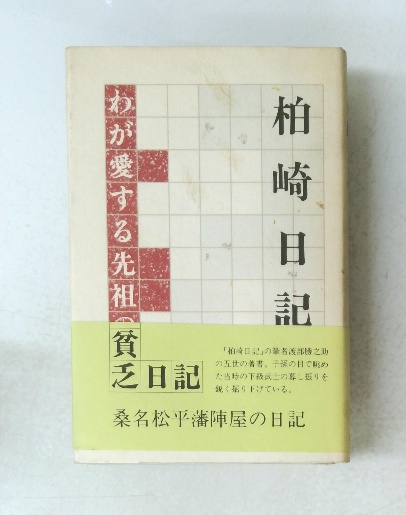 柏崎日記
わが愛する先祖の
貧乏日記
「柏崎日記」の筆者渡部勝之助
の五世の著書。子孫の目で眺め
た当時の下級武士の暮し振りを
鋭く掘り下げている。
桑名松平藩陣屋の日記